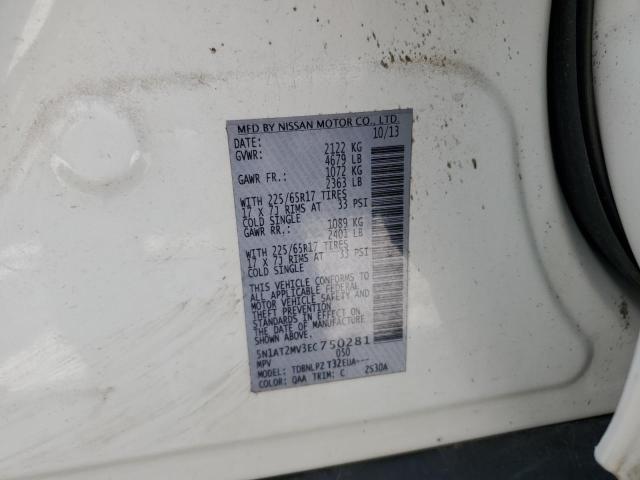 MFD BY NISSAN MOTOR CO., LTD.
DATE: 10/13
GVWR: 2122 KG
4679 LB
GAWR FR.: 1072 KG
2363 LB
WITH 225/65R17 TIRES
17 X 7J RIMS AT 33 PSI
COLD SINGLE
GAWR RR.: 1089 KG
2401 LB
WITH 225/65R17 TIRES
17 X 7J RIMS AT 33 PSI
COLD SINGLE
THIS VEHICLE CONFORMS TO
ALL APPLICABLE FEDERAL
MOTOR VEHICLE SAFETY AND
THEFT PREVENTION
STANDARDS IN EFFECT ON
THE DATE OF MANUFACTURE
SHOWN ABOVE.
5N1AT2MV3EC750281
MPV 050
MODEL: TDBNLPZ T32EUA---
COLOR: QAA TRIM: C 2S30A